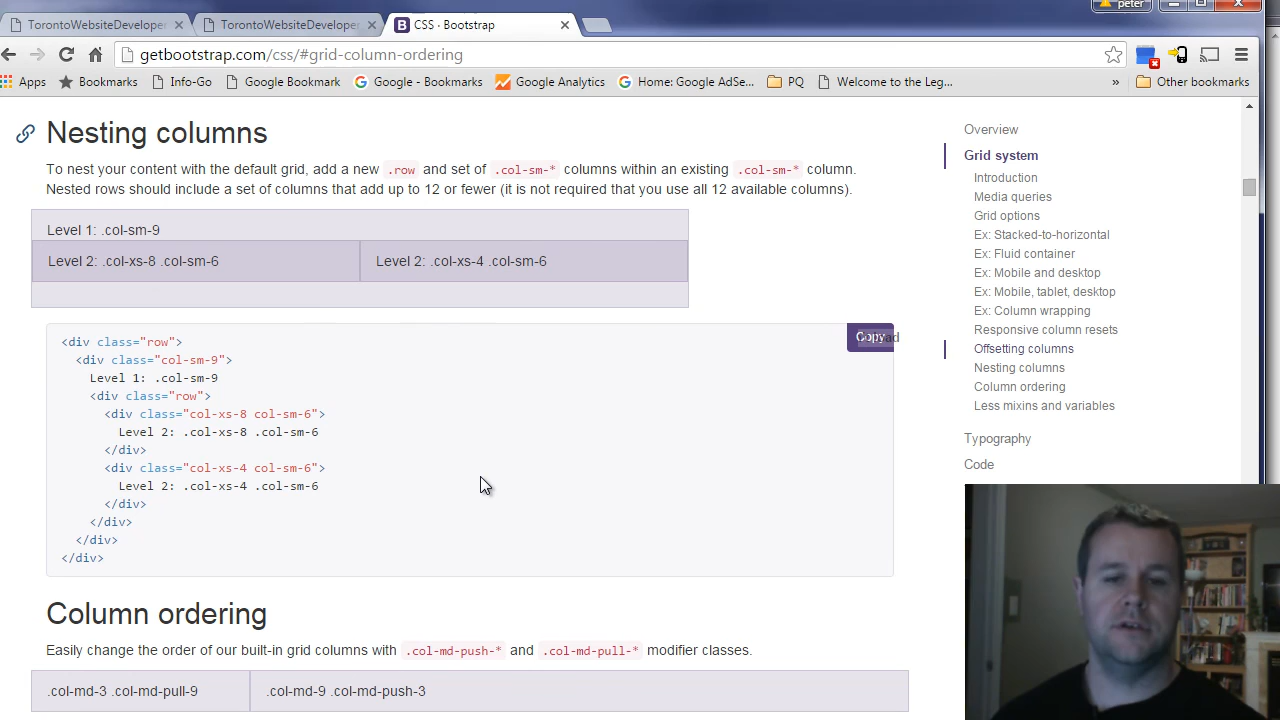 TorontoWebsiteDeveloper
TorontoWebsiteDeveloper
CSS · Bootstrap
peter
getbootstrap.com/css/#grid-column-ordering
Apps
Bookmarks
Info-Go
Google Bookmark
Google - Bookmarks
Google Analytics
Home: Google AdSe...
PQ
Welcome to the Leg...
»
Other bookmarks
Nesting columns
To nest your content with the default grid, add a new .row and set of .col-sm-* columns within an existing .col-sm-* column.
Nested rows should include a set of columns that add up to 12 or fewer (it is not required that you use all 12 available columns).
Level 1: .col-sm-9
Level 2: .col-xs-8 .col-sm-6
Level 2: .col-xs-4 .col-sm-6
Copy
<div class="row">
<div class="col-sm-9">
Level 1: .col-sm-9
<div class="row">
<div class="col-xs-8 col-sm-6">
Level 2: .col-xs-8 .col-sm-6
</div>
<div class="col-xs-4 col-sm-6">
Level 2: .col-xs-4 .col-sm-6
</div>
</div>
</div>
</div>
Column ordering
Easily change the order of our built-in grid columns with .col-md-push-* and .col-md-pull-* modifier classes.
.col-md-3 .col-md-pull-9
.col-md-9 .col-md-push-3
Overview
Grid system
Introduction
Media queries
Grid options
Ex: Stacked-to-horizontal
Ex: Fluid container
Ex: Mobile and desktop
Ex: Mobile, tablet, desktop
Ex: Column wrapping
Responsive column resets
Offsetting columns
Nesting columns
Column ordering
Less mixins and variables
Typography
Code